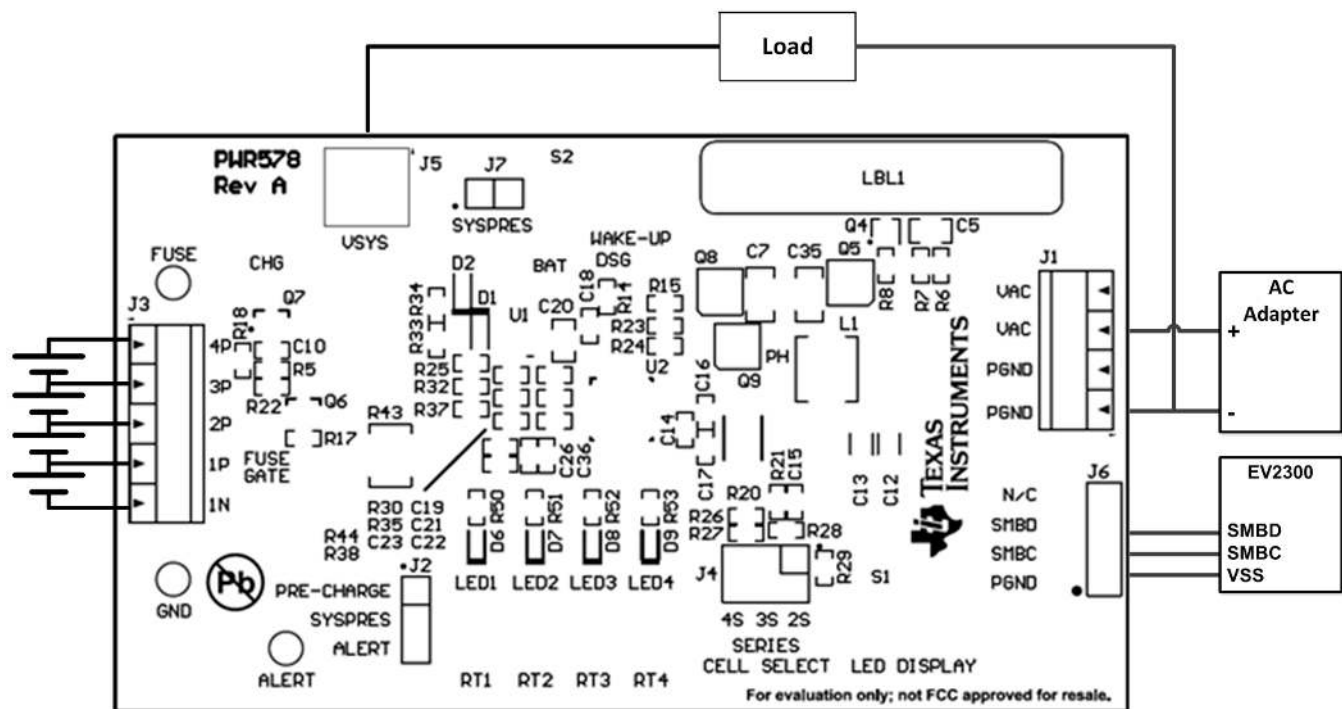 Load
PWR578
Rev A
J5
VSYS
J7
SYSPRES
S2
LBL1
FUSE
CHG
WAKE-UP
DSG
BAT
Q4
C5
Q5
Q8
C7
C35
R8
R7
R6
J1
VAC
VAC
PGND
PGND
AC
Adapter
+
-
J3
4P
3P
2P
1P
1N
R18
Q7
C10
R5
R22
Q6
R17
FUSE
GATE
R43
D2
D1
R34
R33
U1
C20
C18
R14
R15
R23
R24
U2
R25
R32
R37
PH
Q9
L1
C16
C14
C17
C26
C36
R21
C15
C13
C12
TEXAS
INSTRUMENTS
R30
R35
C23
C19
C21
C22
R44
R38
R50
R51
R52
R53
D6
D7
D8
D9
LED1
LED2
LED3
LED4
R20
R26
R27
R28
R29
J4
S1
4S 3S 2S
SERIES
CELL SELECT
LED DISPLAY
J6
N/C
SMBD
SMBC
PGND
EV2300
SMBD
SMBC
VSS
GND
Pb
J2
PRE-CHARGE
SYSPRES
ALERT
ALERT
RT1
RT2
RT3
RT4
For evaluation only; not FCC approved for resale.